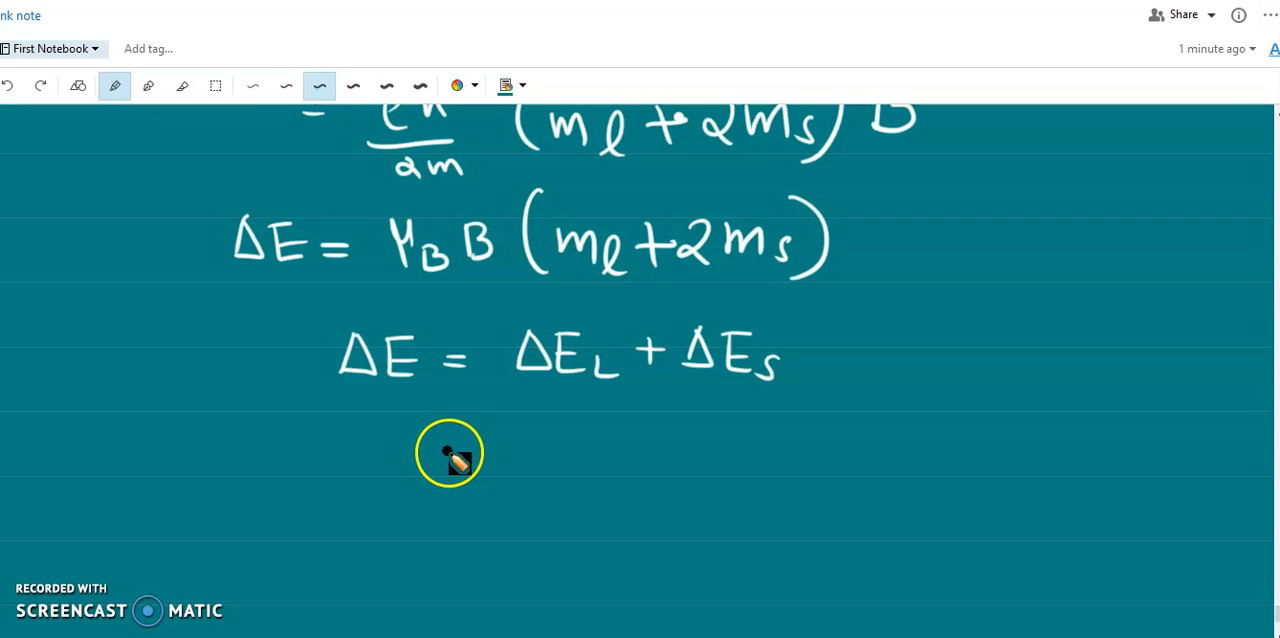 nk note
Share
First Notebook
Add tag...
1 minute ago
A
= eħ/2m (mℓ + 2ms) B
ΔE = μB B (mℓ + 2ms)
ΔE = ΔEL + ΔES
RECORDED WITH
SCREENCAST MATIC